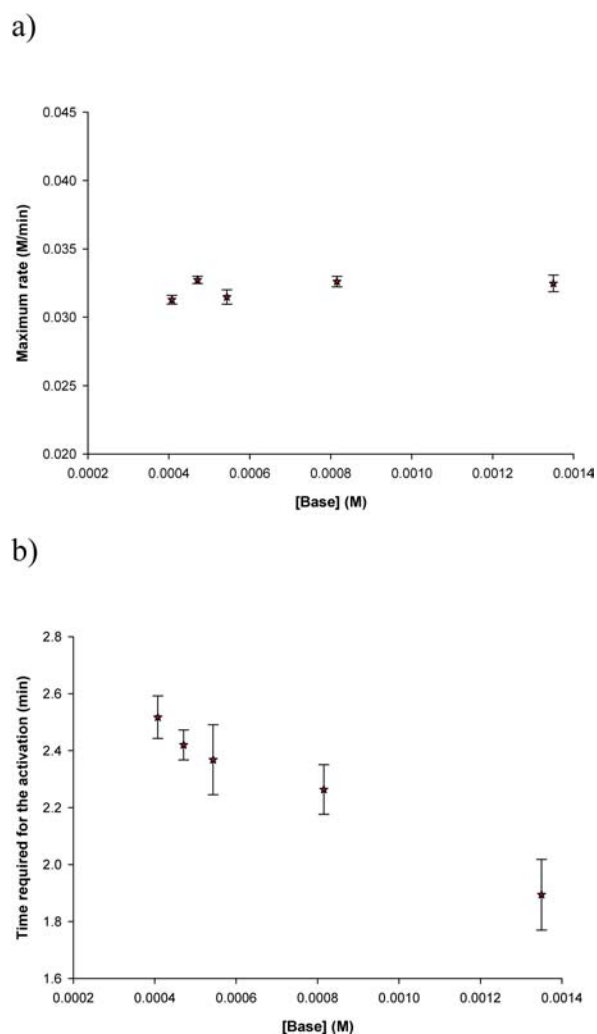 a)
0.045
0.040
0.035
0.030
0.025
0.020
Maximum rate (M/min)
0.0002 0.0004 0.0006 0.0008 0.0010 0.0012 0.0014
[Base] (M)
b)
2.8
2.6
2.4
2.2
2.0
1.8
1.6
Time required for the activation (min)
0.0002 0.0004 0.0006 0.0008 0.0010 0.0012 0.0014
[Base] (M)